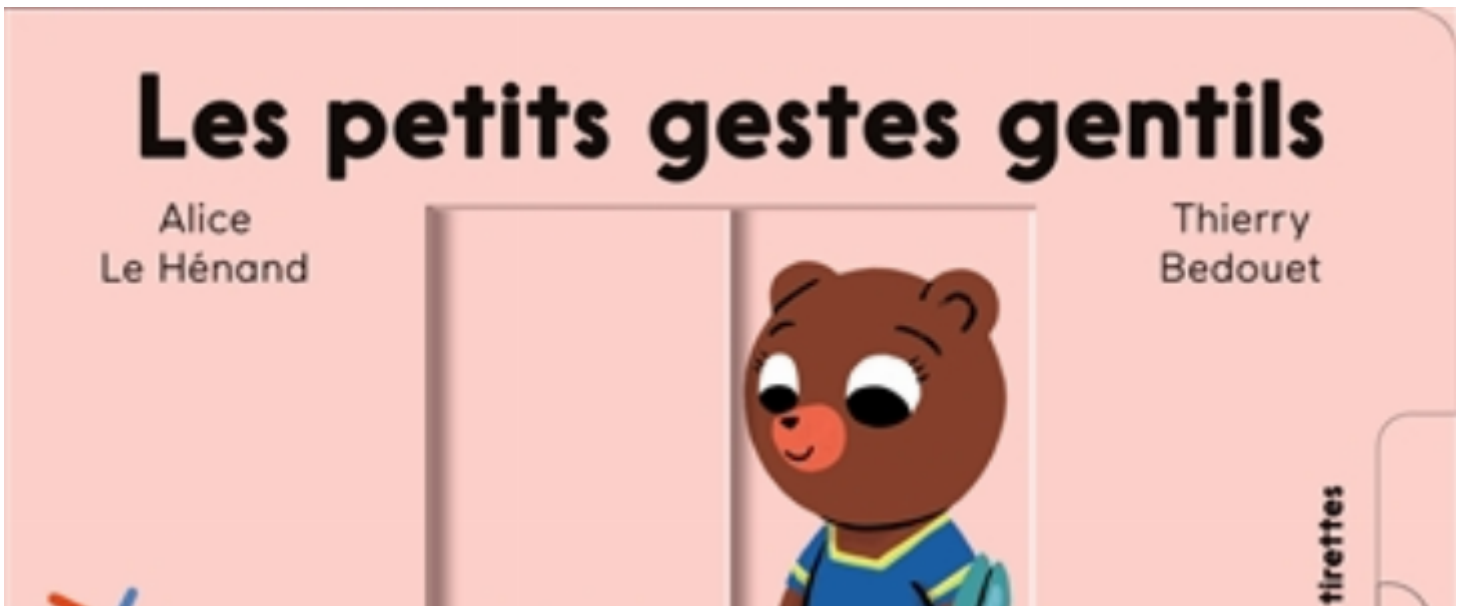 Les petits gestes gentils
Alice
Le Hénand
Thierry
Bedouet
tirettes